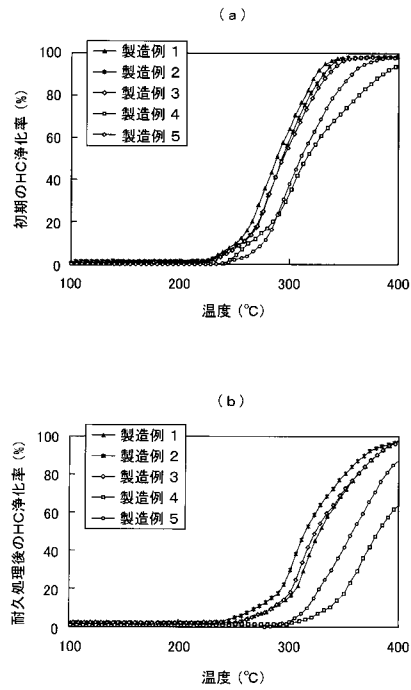 (a)
初期のHC浄化率 (%)
100
80
60
40
20
0
製造例 1
製造例 2
製造例 3
製造例 4
製造例 5
100 200 300 400
温度 (℃)
(b)
耐久処理後のHC浄化率 (%)
100
80
60
40
20
0
製造例 1
製造例 2
製造例 3
製造例 4
製造例 5
100 200 300 400
温度 (℃)